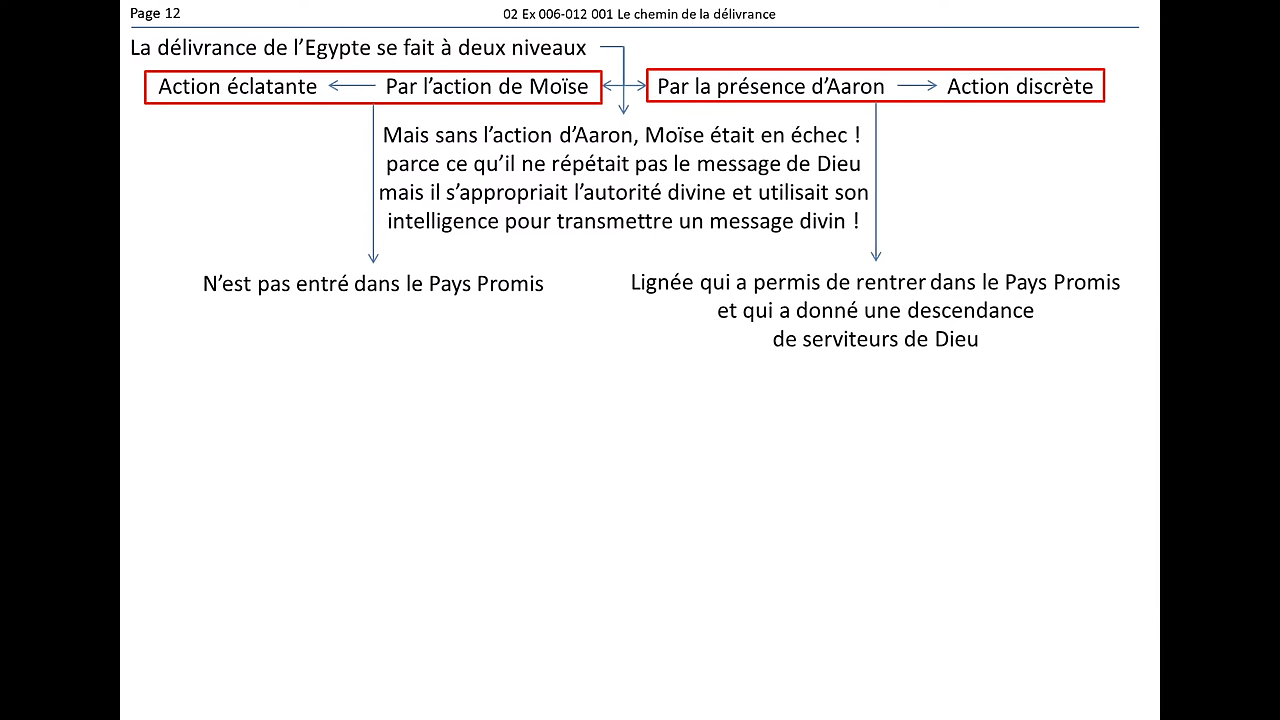 Page 12
02 Ex 006-012 001 Le chemin de la délivrance
La délivrance de l’Egypte se fait à deux niveaux
Action éclatante Par l’action de Moïse Par la présence d’Aaron Action discrète
Mais sans l’action d’Aaron, Moïse était en échec !
parce ce qu’il ne répétait pas le message de Dieu
mais il s’appropriait l’autorité divine et utilisait son
intelligence pour transmettre un message divin !
N’est pas entré dans le Pays Promis
Lignée qui a permis de rentrer dans le Pays Promis
et qui a donné une descendance
de serviteurs de Dieu